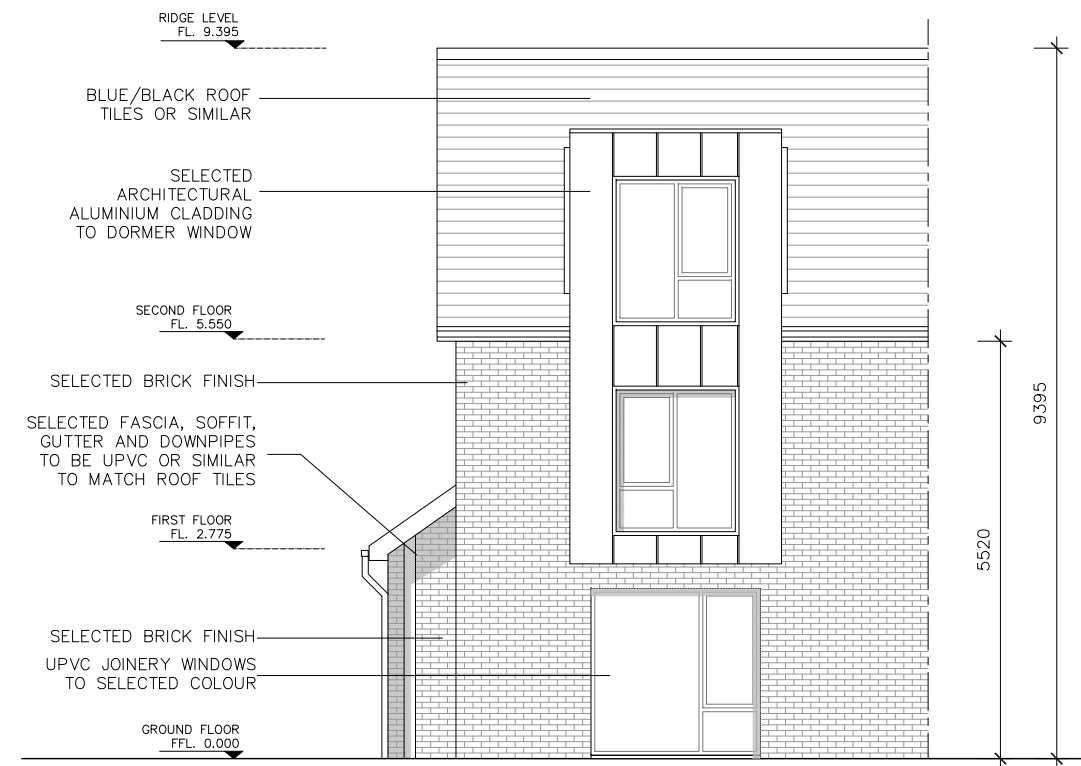 RIDGE LEVEL
FL. 9.395
BLUE/BLACK ROOF
TILES OR SIMILAR
SELECTED
ARCHITECTURAL
ALUMINIUM CLADDING
TO DORMER WINDOW
SECOND FLOOR
FL. 5.550
SELECTED BRICK FINISH
SELECTED FASCIA, SOFFIT,
GUTTER AND DOWNPIPES
TO BE UPVC OR SIMILAR
TO MATCH ROOF TILES
FIRST FLOOR
FL. 2.775
SELECTED BRICK FINISH
UPVC JOINERY WINDOWS
TO SELECTED COLOUR
GROUND FLOOR
FFL. 0.000
5520
9395